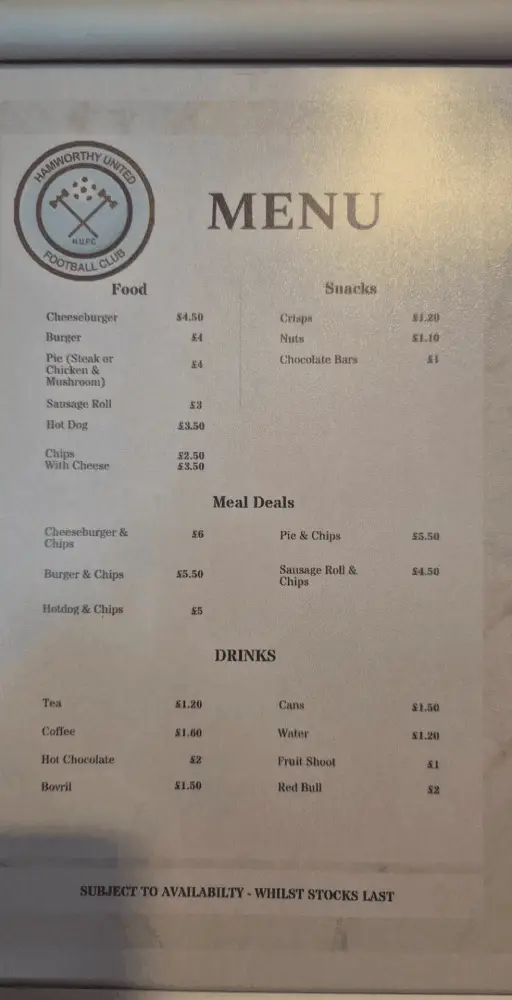 HAMWORTHY UNITED
H.U.F.C
FOOTBALL CLUB
MENU
Food
Cheeseburger £4.50
Burger £4
Pie (Steak or
Chicken & £4
Mushroom)
Sausage Roll £3
Hot Dog £3.50
Chips £2.50
With Cheese £3.50
Snacks
Crisps £1.20
Nuts £1.10
Chocolate Bars £1
Meal Deals
Cheeseburger & £6
Chips
Burger & Chips £5.50
Hotdog & Chips £5
Pie & Chips £5.50
Sausage Roll & £4.50
Chips
DRINKS
Tea £1.20
Coffee £1.60
Hot Chocolate £2
Bovril £1.50
Cans £1.50
Water £1.20
Fruit Shoot £1
Red Bull £2
SUBJECT TO AVAILABILTY - WHILST STOCKS LAST